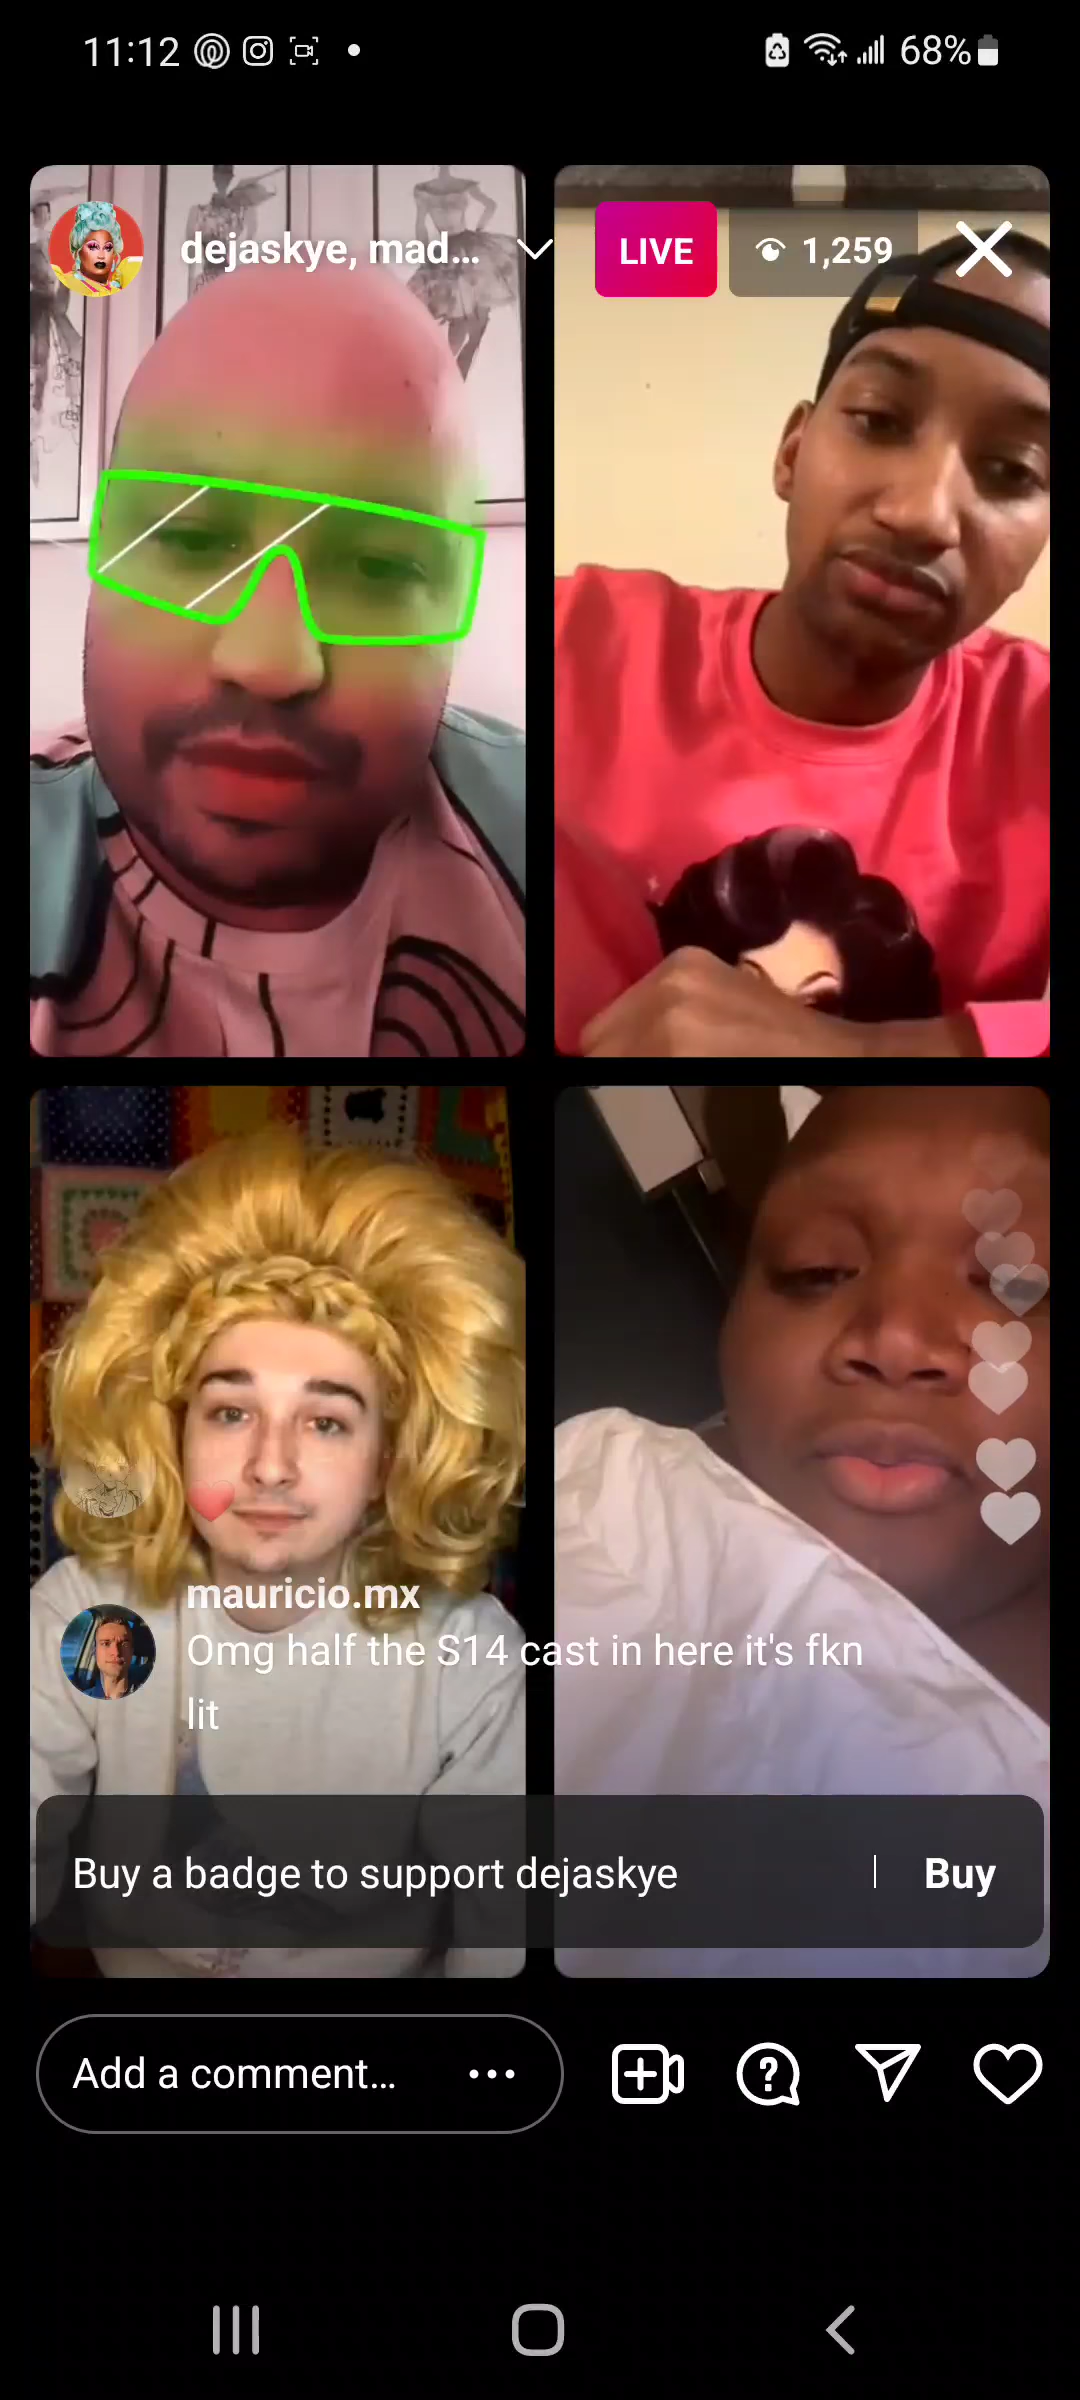 11:12
68%
dejaskye, mad...
LIVE
1,259
mauricio.mx
Omg half the S14 cast in here it's fkn
lit
Buy a badge to support dejaskye
Buy
Add a comment...